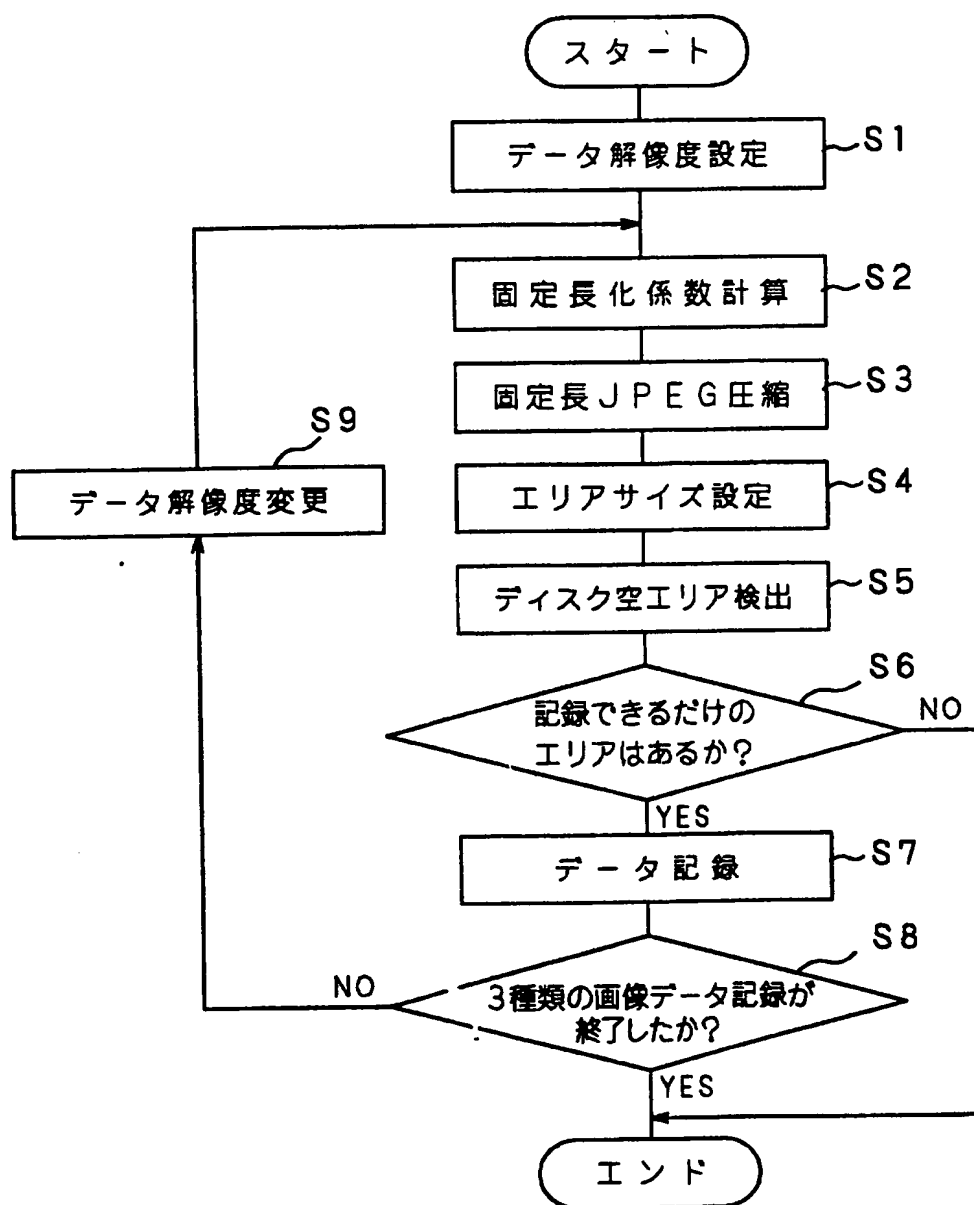 スタート
データ解像度設定
S1
固定長化係数計算
S2
固定長JPEG圧縮
S3
S9
データ解像度変更
エリアサイズ設定
S4
ディスク空エリア検出
S5
S6
記録できるだけの
エリアはあるか?
NO
YES
データ記録
S7
S8
NO
3種類の画像データ記録が
終了したか?
YES
エンド